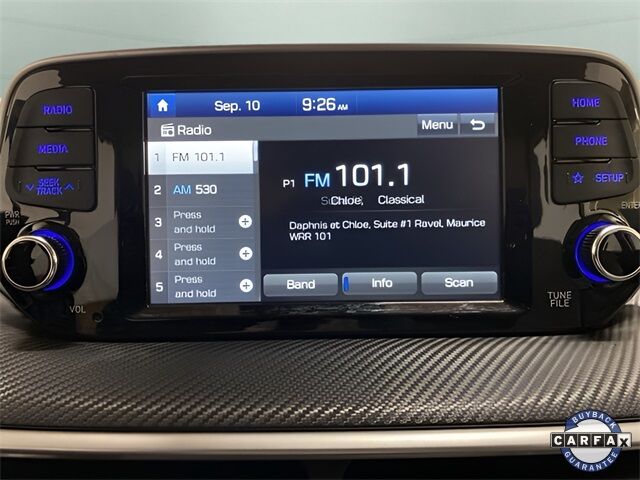 Sep. 10 9:26 AM
RADIO
MEDIA
SEEK
TRACK
PWR
PUSH
VOL
Radio
Menu
1 FM 101.1
2 AM 530
3 Press
and hold
4 Press
and hold
5 Press
and hold
P1 FM 101.1
Chloe, Classical
Daphnis et Chloe, Suite #1 Ravel, Maurice
WRR 101
Band
Info
Scan
HOME
PHONE
SETUP
ENTER
TUNE
FILE
BUYBACK
CARFAX
GUARANTEE